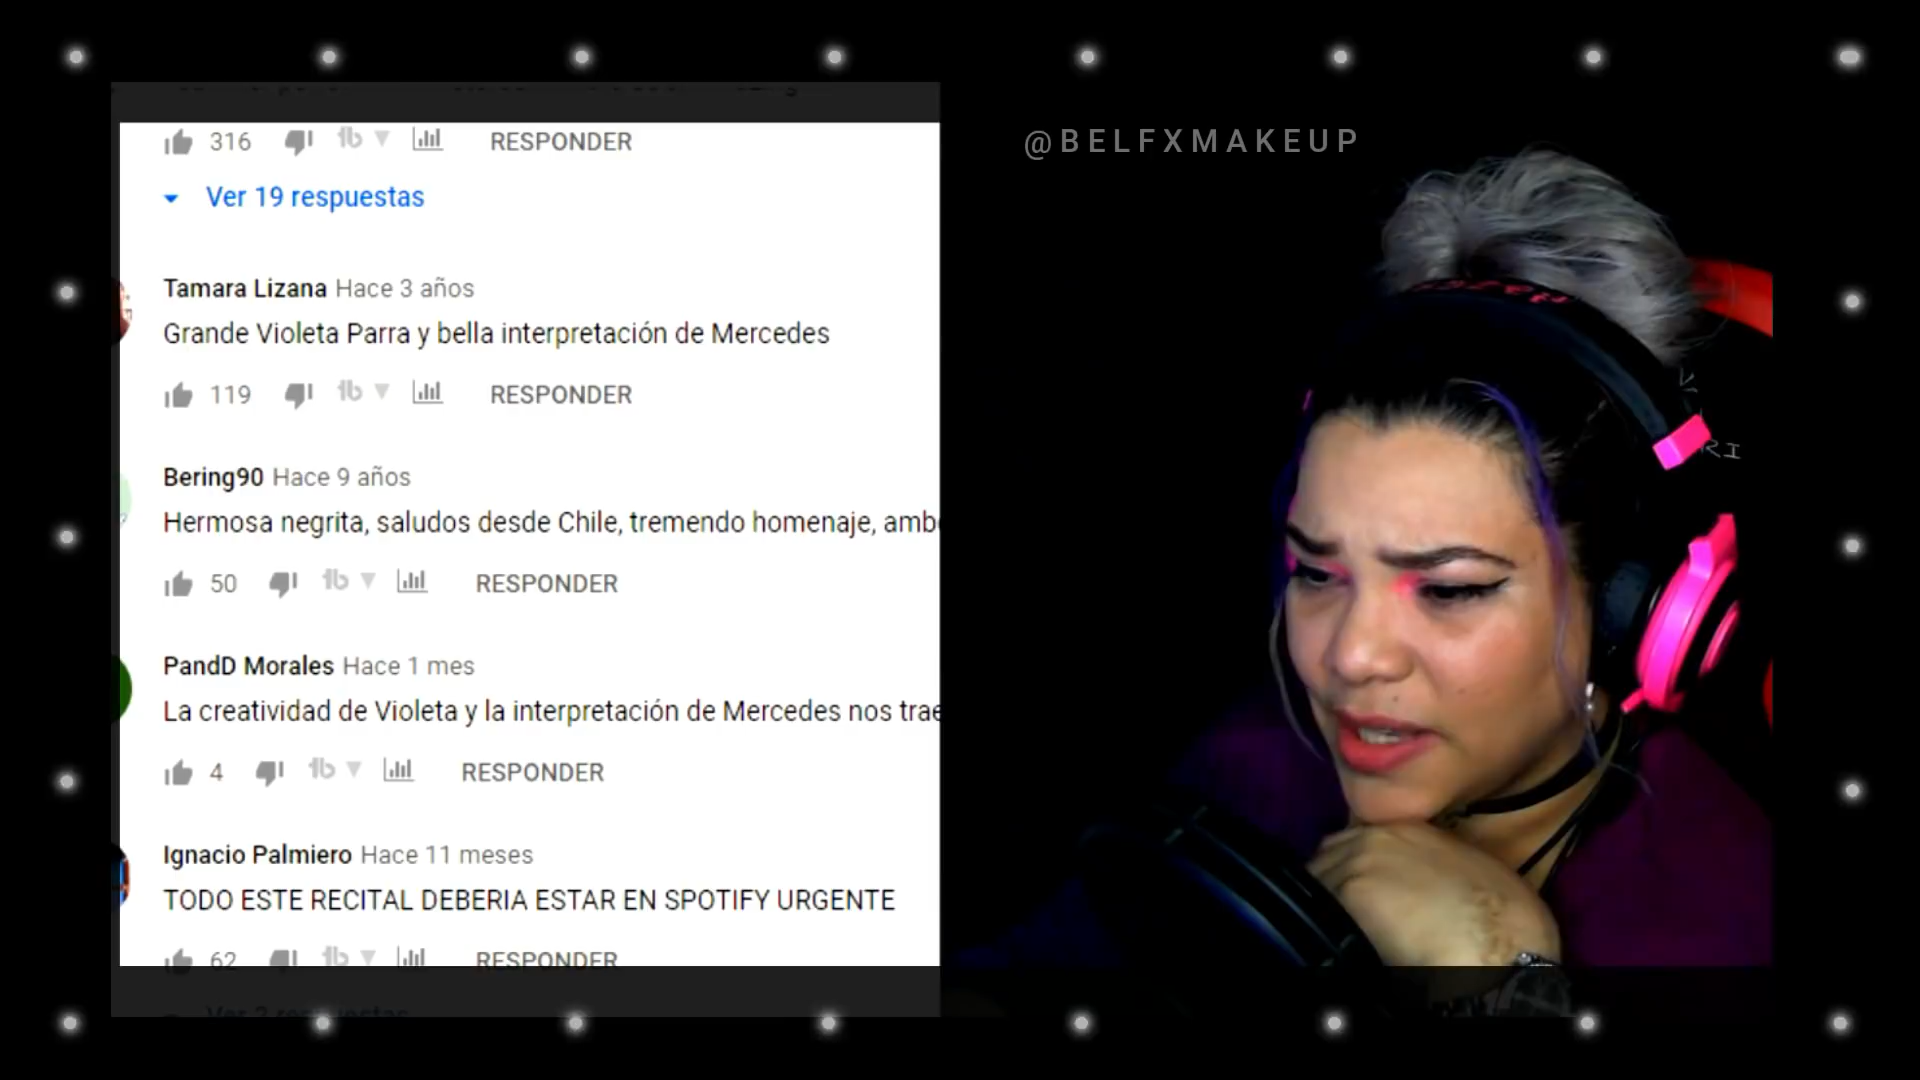 @BELFXMAKEUP
316 RESPONDER
Ver 19 respuestas
Tamara Lizana Hace 3 años
Grande Violeta Parra y bella interpretación de Mercedes
119 RESPONDER
Bering90 Hace 9 años
Hermosa negrita, saludos desde Chile, tremendo homenaje,
50 RESPONDER
PandD Morales Hace 1 mes
La creatividad de Violeta y la interpretación de Mercedes nos
4 RESPONDER
Ignacio Palmiero Hace 11 meses
TODO ESTE RECITAL DEBERIA ESTAR EN SPOTIFY URGENTE
62 RESPONDER
Ver 2 respuestas